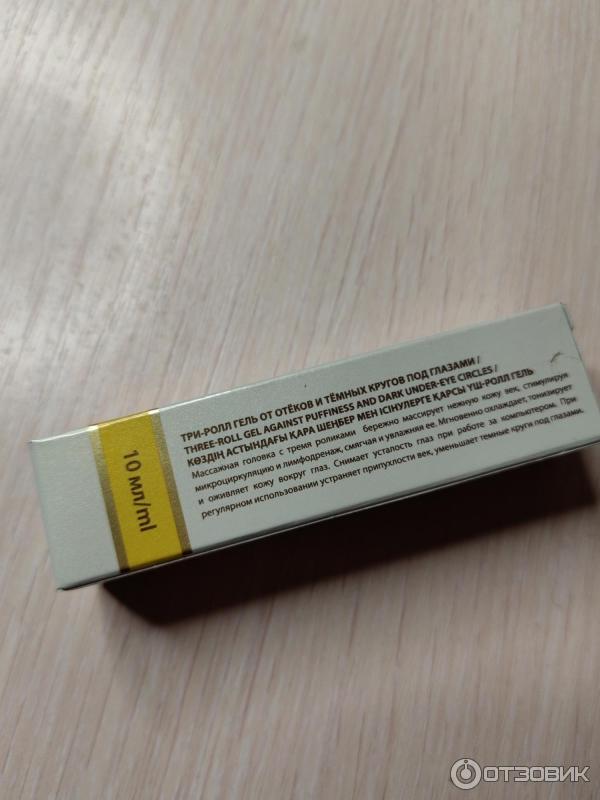 ТРИ-РОЛЛ ГЕЛЬ ОТ ОТЁКОВ И ТЁМНЫХ КРУГОВ ПОД ГЛАЗАМИ /
THREE-ROLL GEL AGAINST PUFFINESS AND DARK UNDER-EYE CIRCLES /
КӨЗДІҢ АСТЫНДАҒЫ ҚАРА ШЕҢБЕР МЕН ІСІНУЛЕРГЕ ҚАРСЫ ҮШ-РОЛЛ ГЕЛЬ
Массажная головка с тремя роликами бережно массирует нежную кожу век, стимулируя
микроциркуляцию и лимфодренаж, смягчая и увлажняя ее. Мгновенно охлаждает, тонизирует
и оживляет кожу вокруг глаз. Снимает усталость глаз при работе за компьютером. При
регулярном использовании устраняет припухлости век, уменьшает темные круги под глазами.
10 мл/ml
ОТЗОВИК